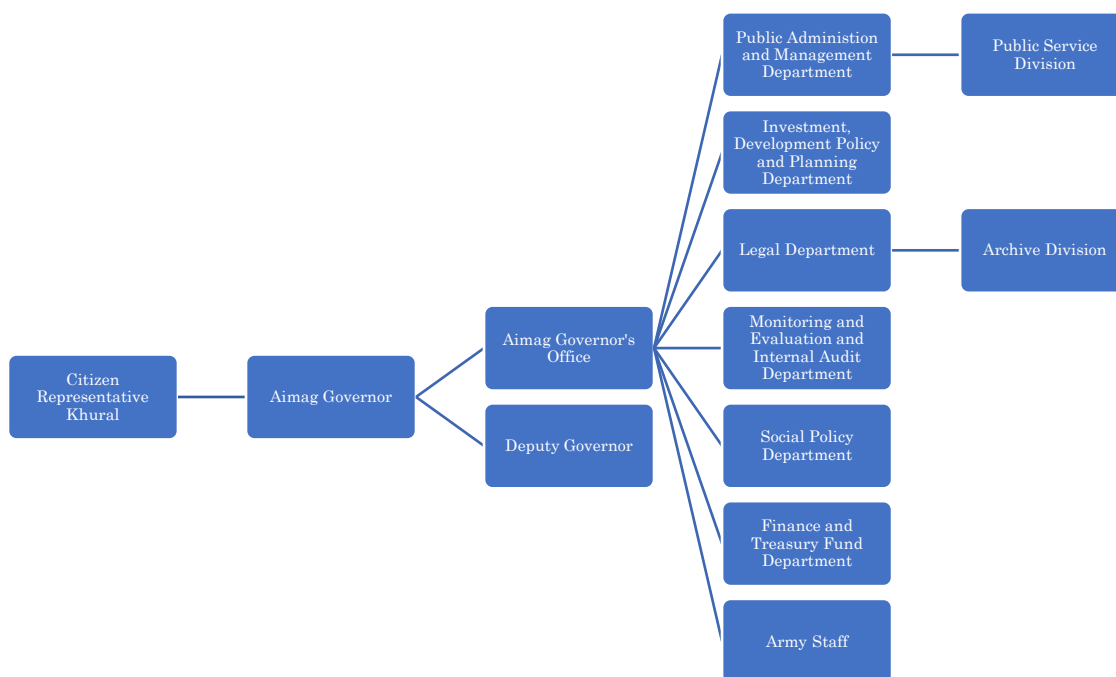 Citizen
Representative
Khural
Aimag Governor
Aimag Governor's
Office
Deputy Governor
Public Administion
and Management
Department
Public Service
Division
Investment,
Development Policy
and Planning
Department
Legal Department
Archive Division
Monitoring and
Evaluation and
Internal Audit
Department
Social Policy
Department
Finance and
Treasury Fund
Department
Army Staff